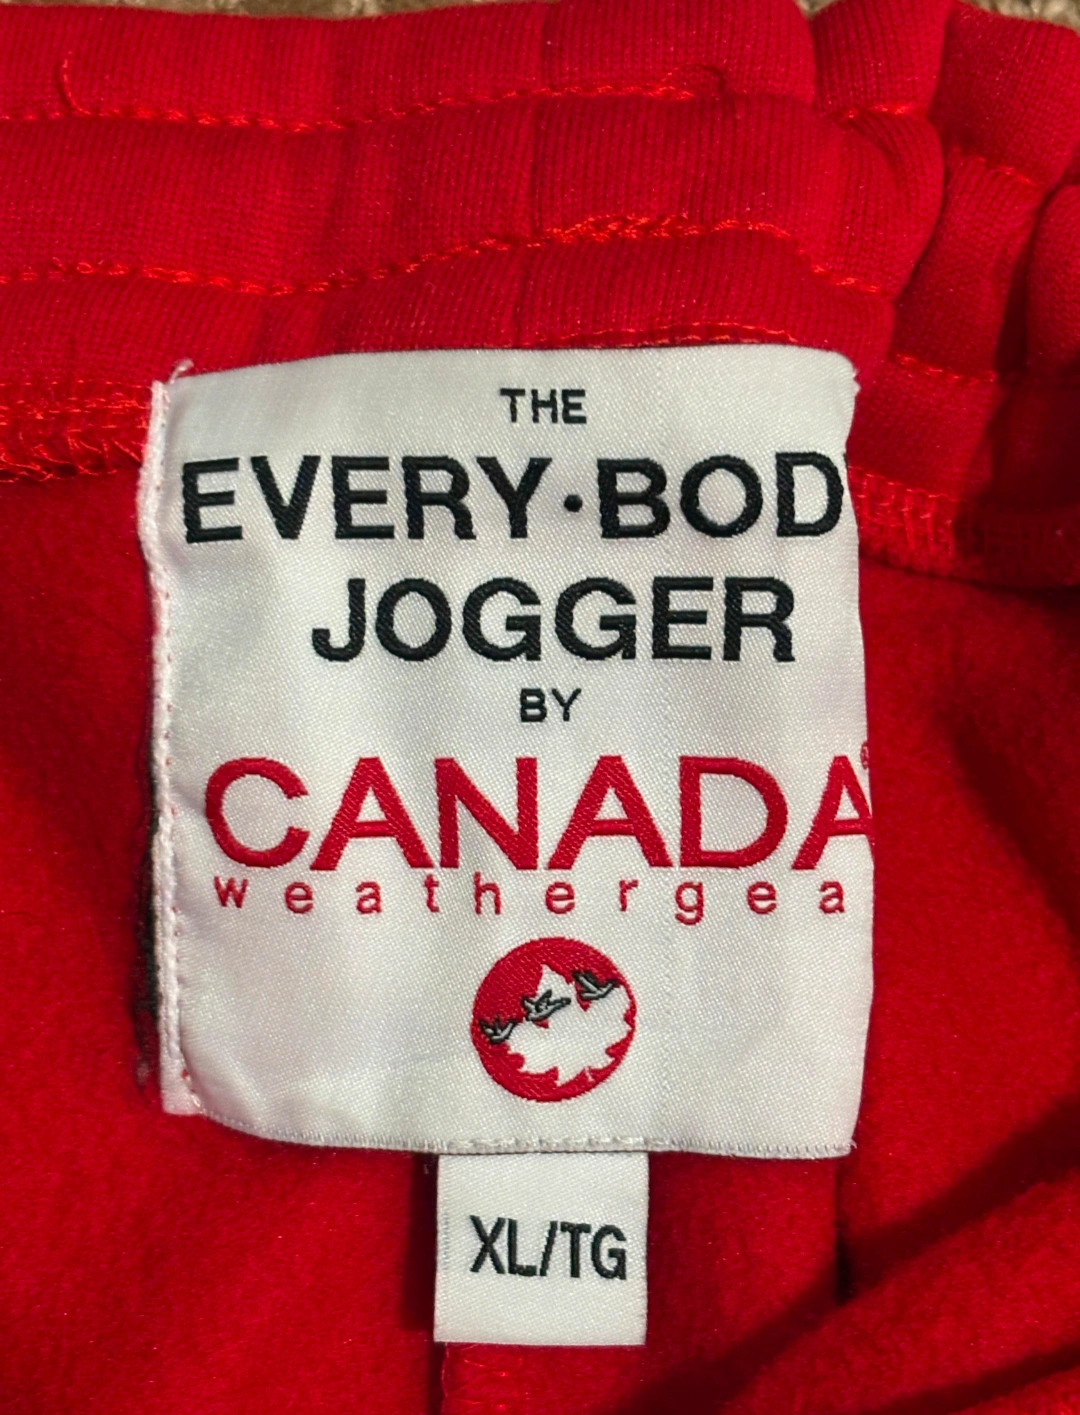 THE
EVERY·BOD
JOGGER
BY
CANADA®
weathergea
XL/TG